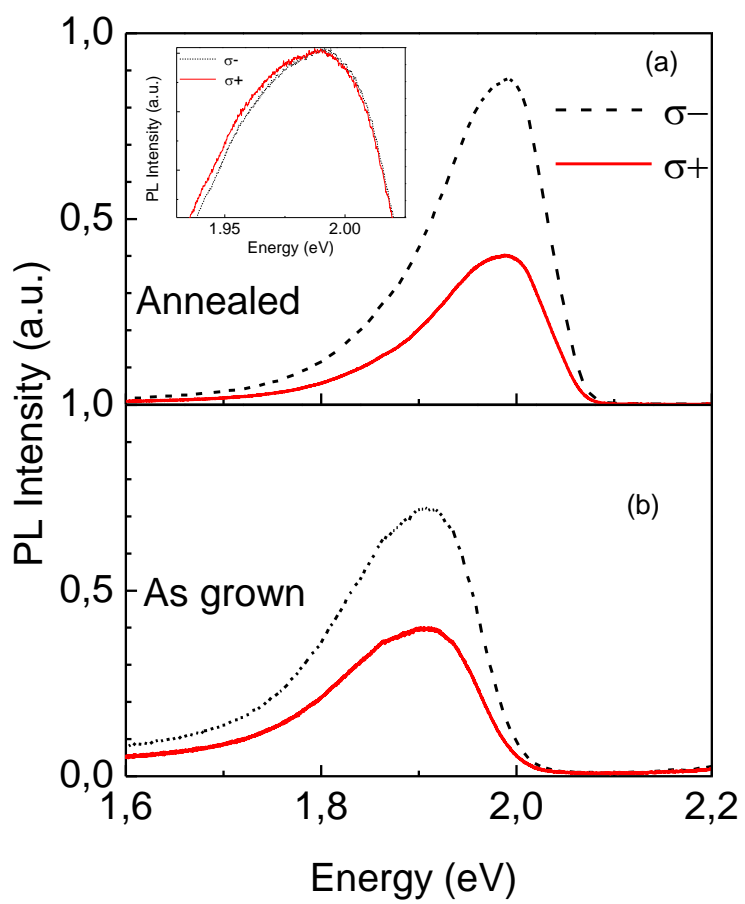 1,0
(a)
σ-
σ+
PL Intensity (a.u.)
1.95
2.00
Energy (eV)
σ−
σ+
0,5
Annealed
PL Intensity (a.u.)
1,0
(b)
0,5
As grown
0,0
1,6
1,8
2,0
2,2
Energy (eV)